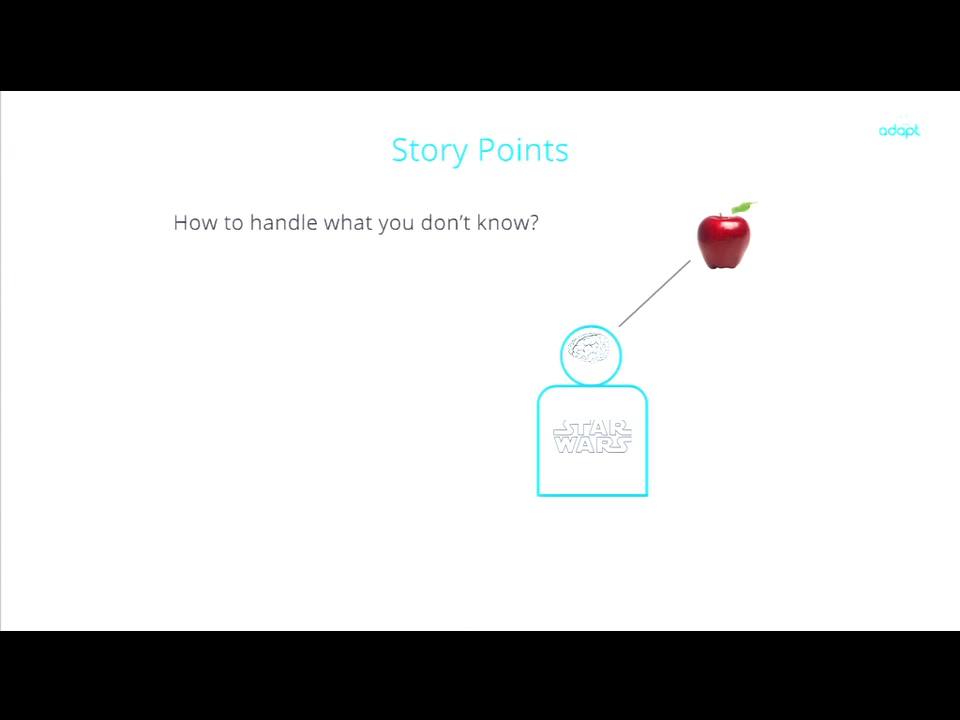 adapt
Story Points
How to handle what you don't know?
STAR
WARS